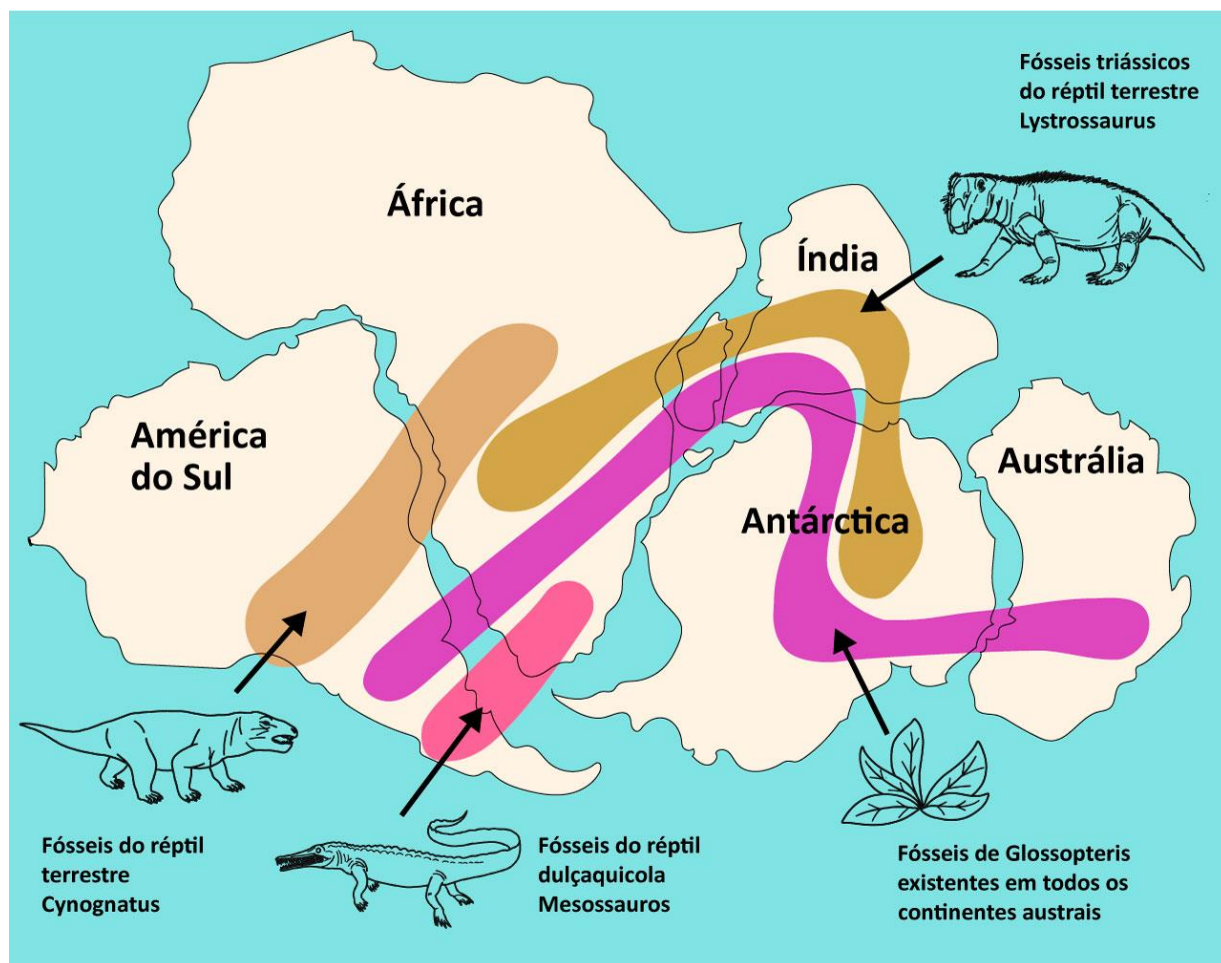 Fósseis triássicos
do réptil terrestre
Lystrossaurus
África
Índia
América
do Sul
Austrália
Antárctica
Fósseis do réptil
terrestre
Cynognatus
Fósseis do réptil
dulçaquicola
Mesossauros
Fósseis de Glossopteris
existentes em todos os
continentes austrais